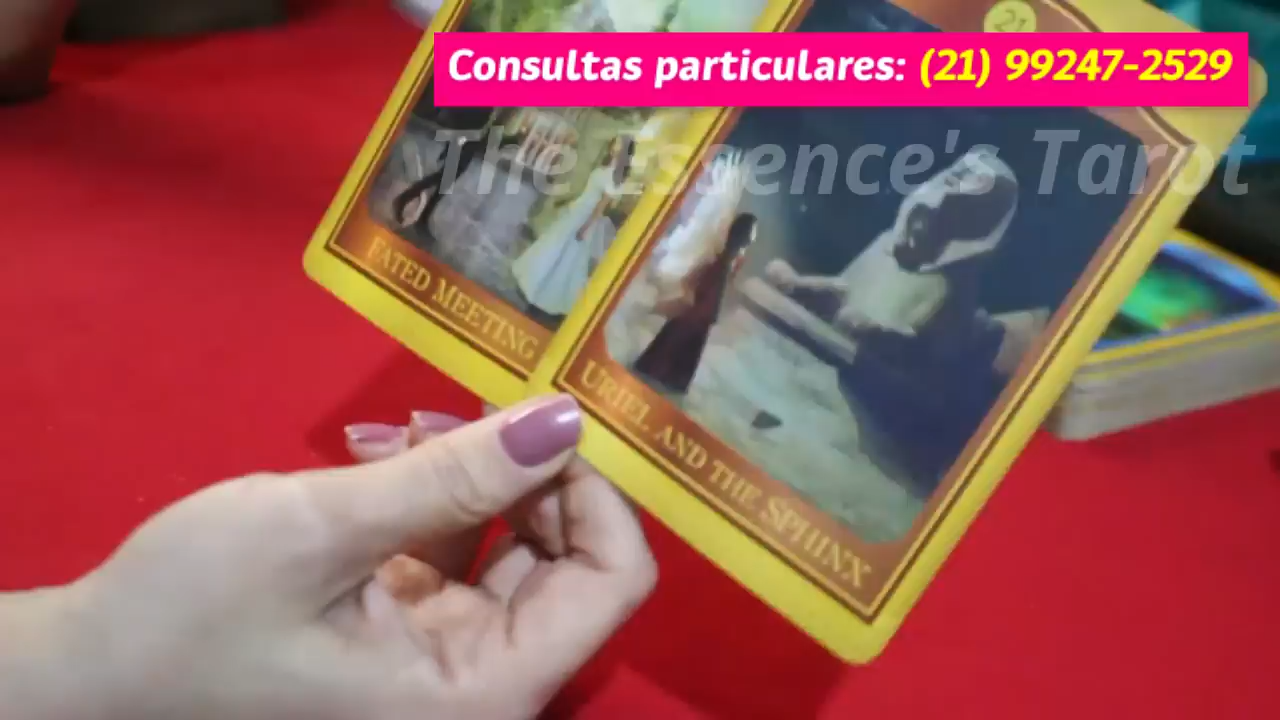 Consultas particulares: (21) 99247-2529
The Essence's Tarot
21
FATED MEETING
URIEL AND THE SPHINX